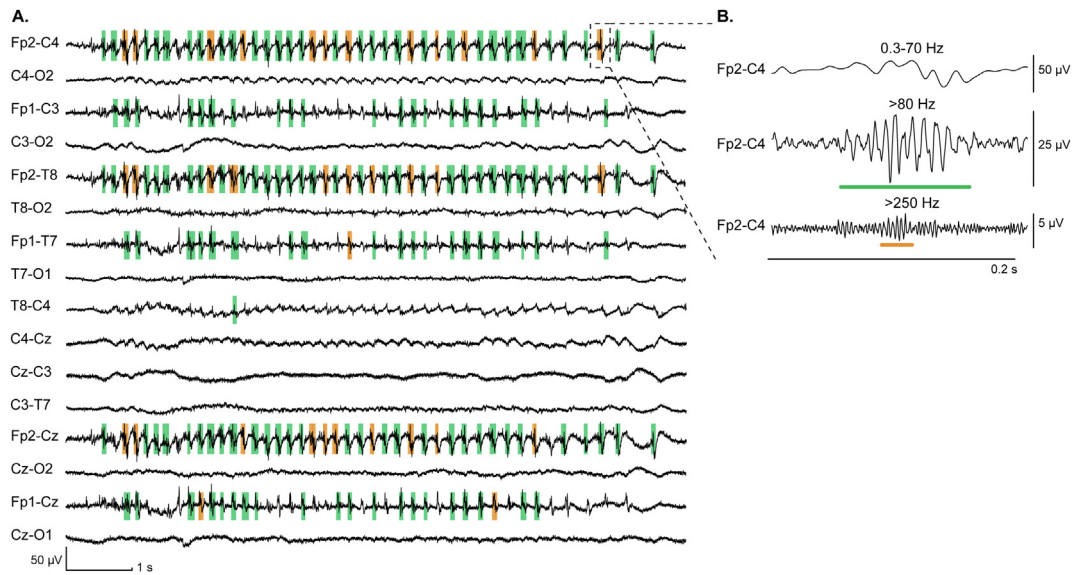 A.
Fp2-C4
C4-O2
Fp1-C3
C3-O2
Fp2-T8
T8-O2
Fp1-T7
T7-O1
T8-C4
C4-Cz
Cz-C3
C3-T7
Fp2-Cz
Cz-O2
Fp1-Cz
Cz-O1
50 µV
1 s
B.
0.3-70 Hz
Fp2-C4
50 µV
>80 Hz
Fp2-C4
25 µV
>250 Hz
Fp2-C4
5 µV
0.2 s